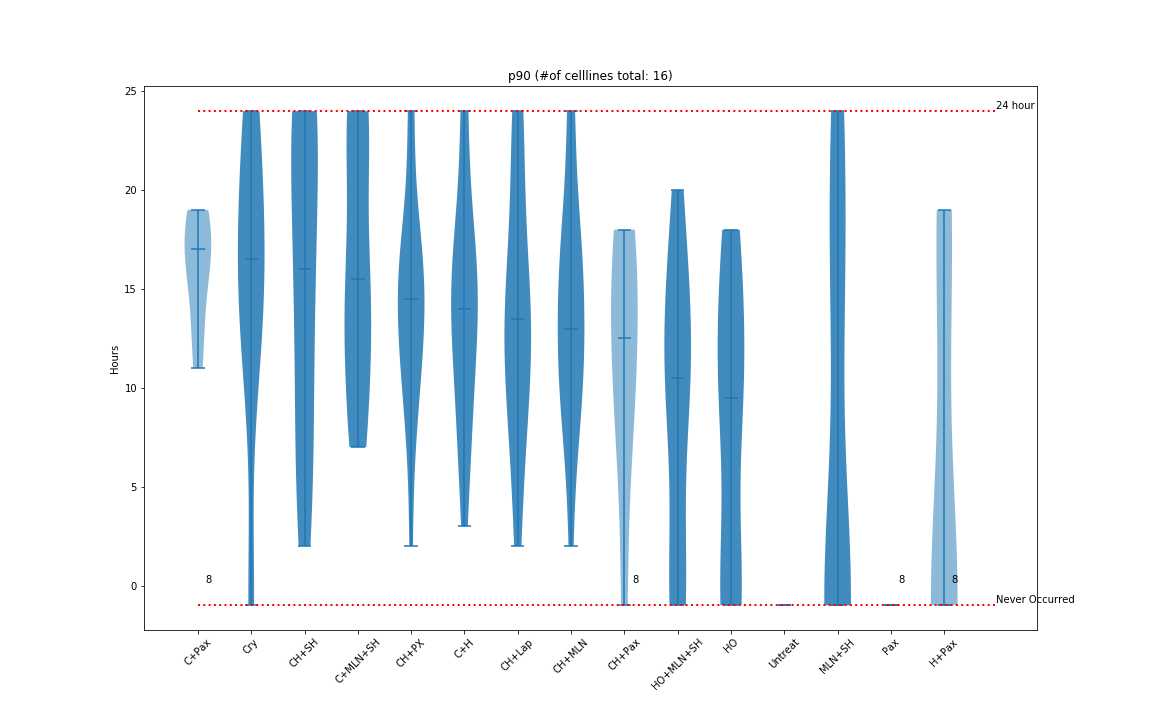 p90 (#of celllines total: 16)
25
24 hour
20
15
Hours
10
5
8
8
8
8
0
Never Occurred
C+Pax
Cry
CH+SH
C+MLN+SH
CH+PX
C+H
CH+Lap
CH+MLN
CH+Pax
HO+MLN+SH
HO
Untreat
MLN+SH
Pax
H+Pax